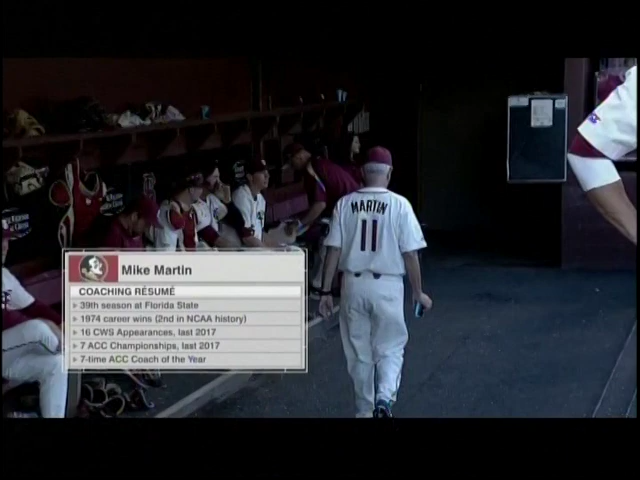 MARTIN
11
Mike Martin
COACHING RÉSUMÉ
39th season at Florida State
1974 career wins (2nd in NCAA history)
16 CWS Appearances, last 2017
7 ACC Championships, last 2017
7-time ACC Coach of the Year